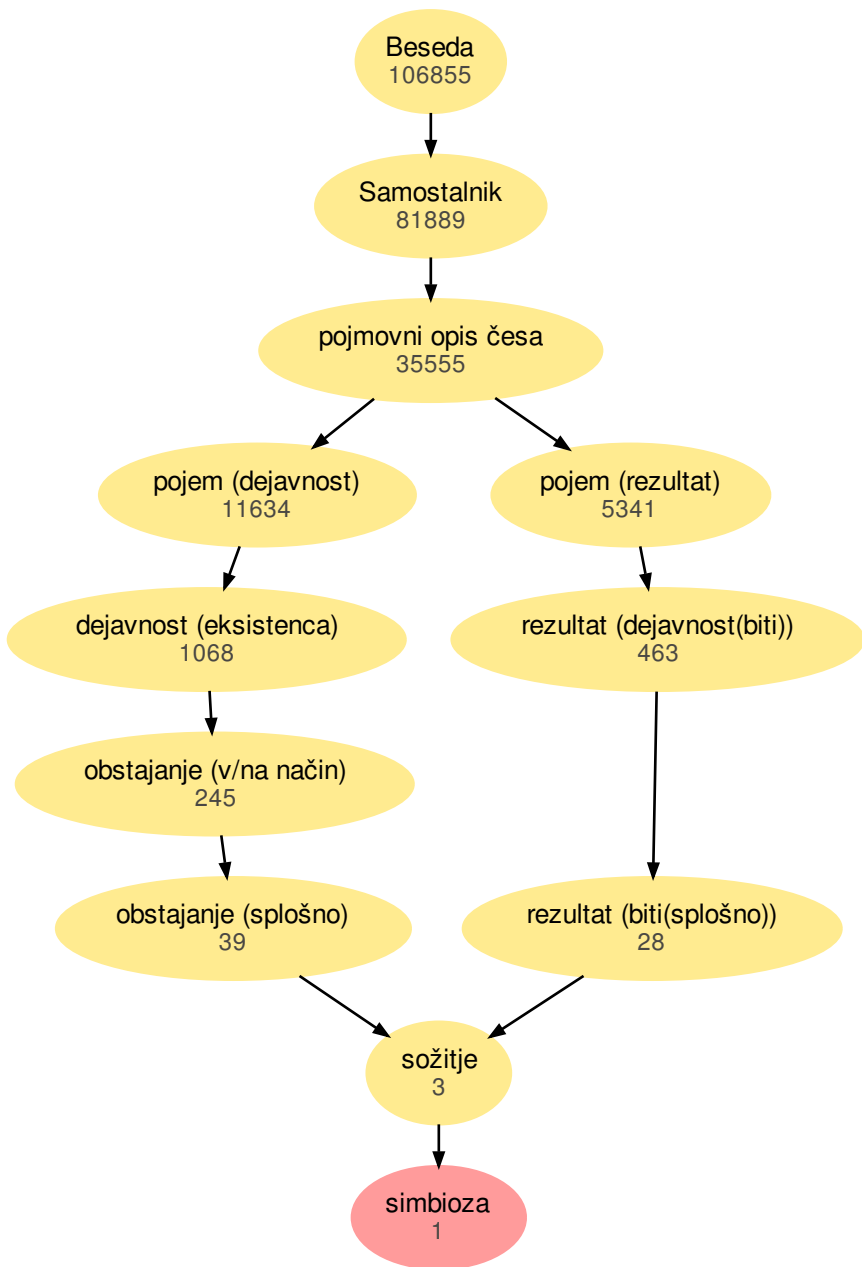 Beseda
106855
Samostalnik
81889
pojmovni opis česa
35555
pojem (dejavnost)
11634
pojem (rezultat)
5341
dejavnost (eksistenca)
1068
rezultat (dejavnost(biti))
463
obstajanje (v/na način)
245
obstajanje (splošno)
39
rezultat (biti(splošno))
28
sožitje
3
simbioza
1